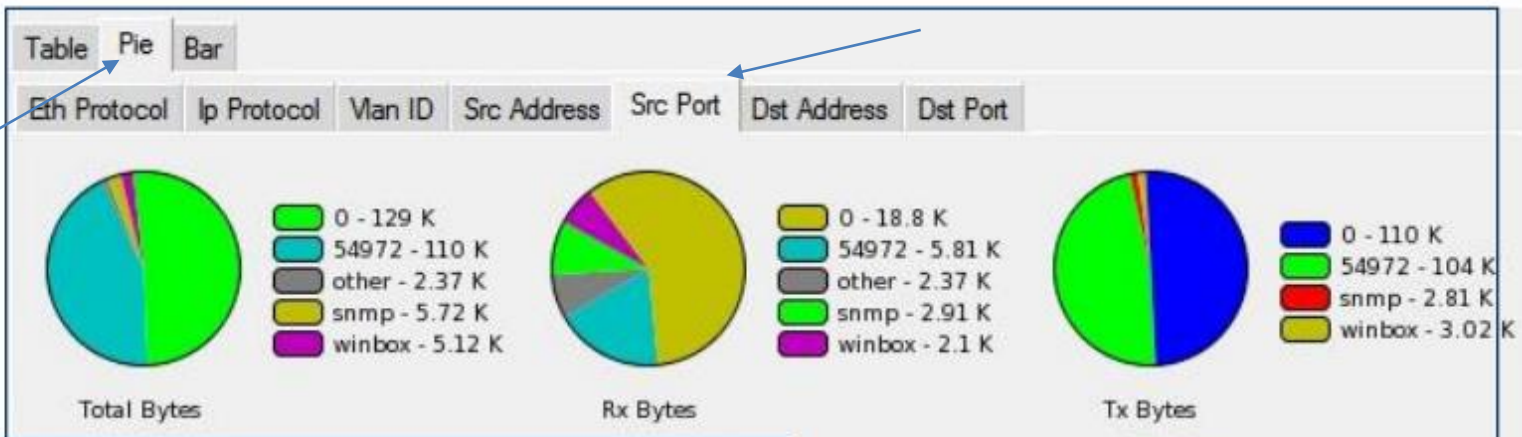 Table Pie Bar
Eth Protocol Ip Protocol Vlan ID Src Address Src Port Dst Address Dst Port
0 - 129 K
54972 - 110 K
other - 2.37 K
snmp - 5.72 K
winbox - 5.12 K
Total Bytes
0 - 18.8 K
54972 - 5.81 K
other - 2.37 K
snmp - 2.91 K
winbox - 2.1 K
Rx Bytes
0 - 110 K
54972 - 104 K
snmp - 2.81 K
winbox - 3.02 K
Tx Bytes